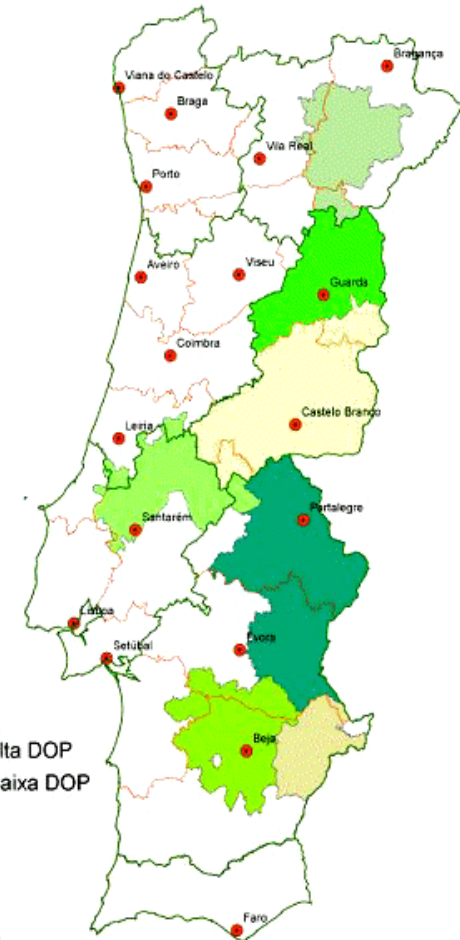 Bragança
Viana do Castelo
Braga
Vila Real
Porto
Aveiro
Viseu
Guarda
Coimbra
Castelo Branco
Leiria
Portalegre
Santarém
Lisboa
Évora
Setúbal
Beja
lta DOP
aixa DOP
Faro